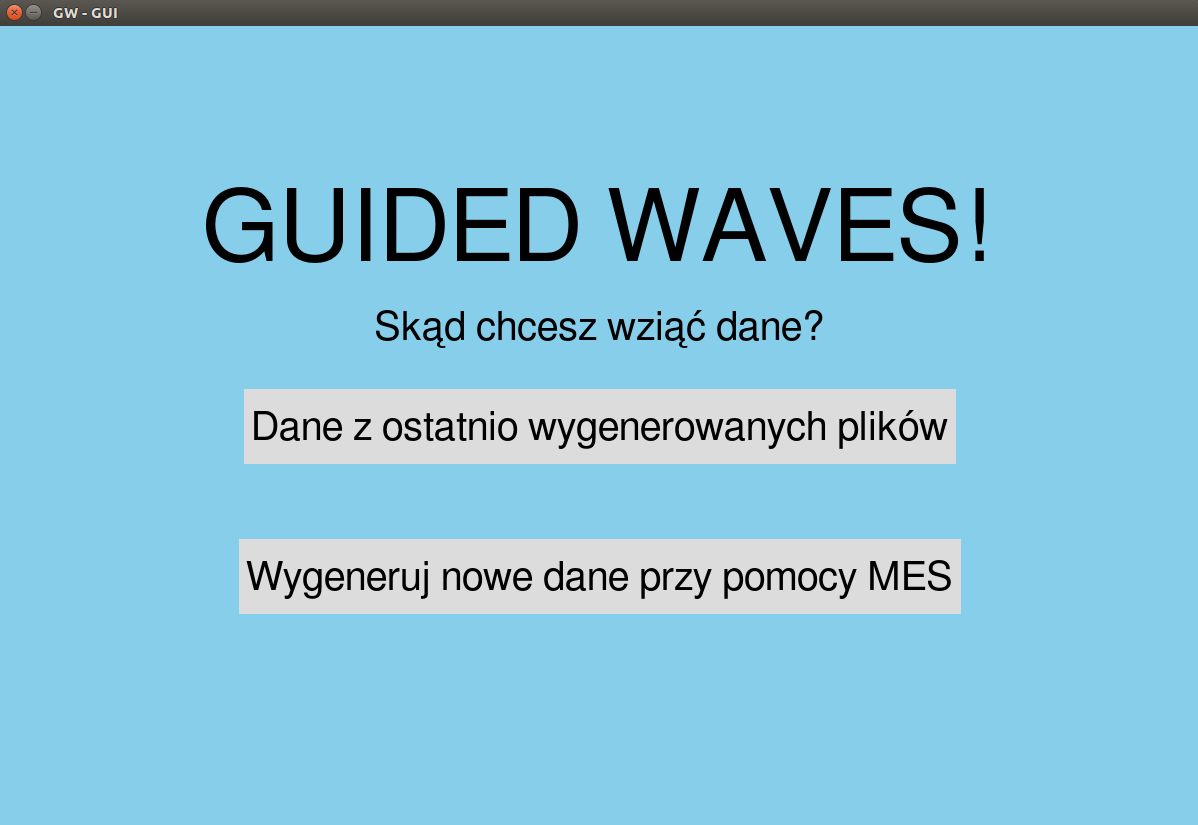 GW - GUI
GUIDED WAVES!
Skąd chcesz wziąć dane?
Dane z ostatnio wygenerowanych plików
Wygeneruj nowe dane przy pomocy MES